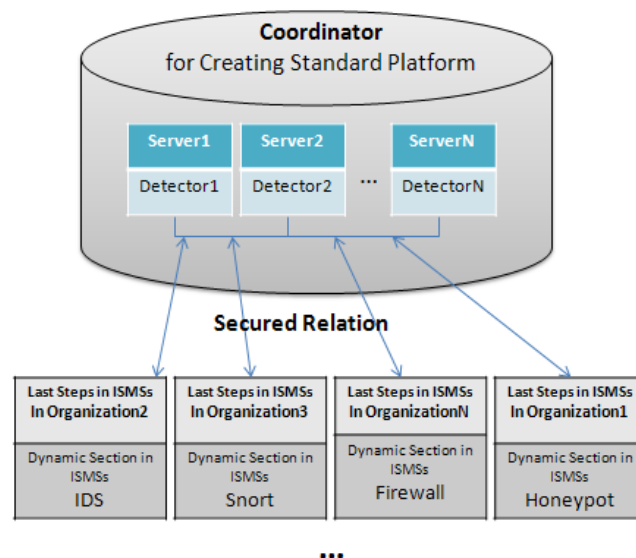 Coordinator
for Creating Standard Platform
Server1
Server2
ServerN
Detector1
Detector2
...
DetectorN
Secured Relation
Last Steps in ISMSs
In Organization2
Dynamic Section in
ISMSs
IDS
Last Steps in ISMSs
In Organization3
Dynamic Section in
ISMSs
Snort
Last Steps in ISMSs
In OrganizationN
Dynamic Section in
ISMSs
Firewall
Last Steps in ISMSs
In Organization1
Dynamic Section in
ISMSs
Honeypot
...